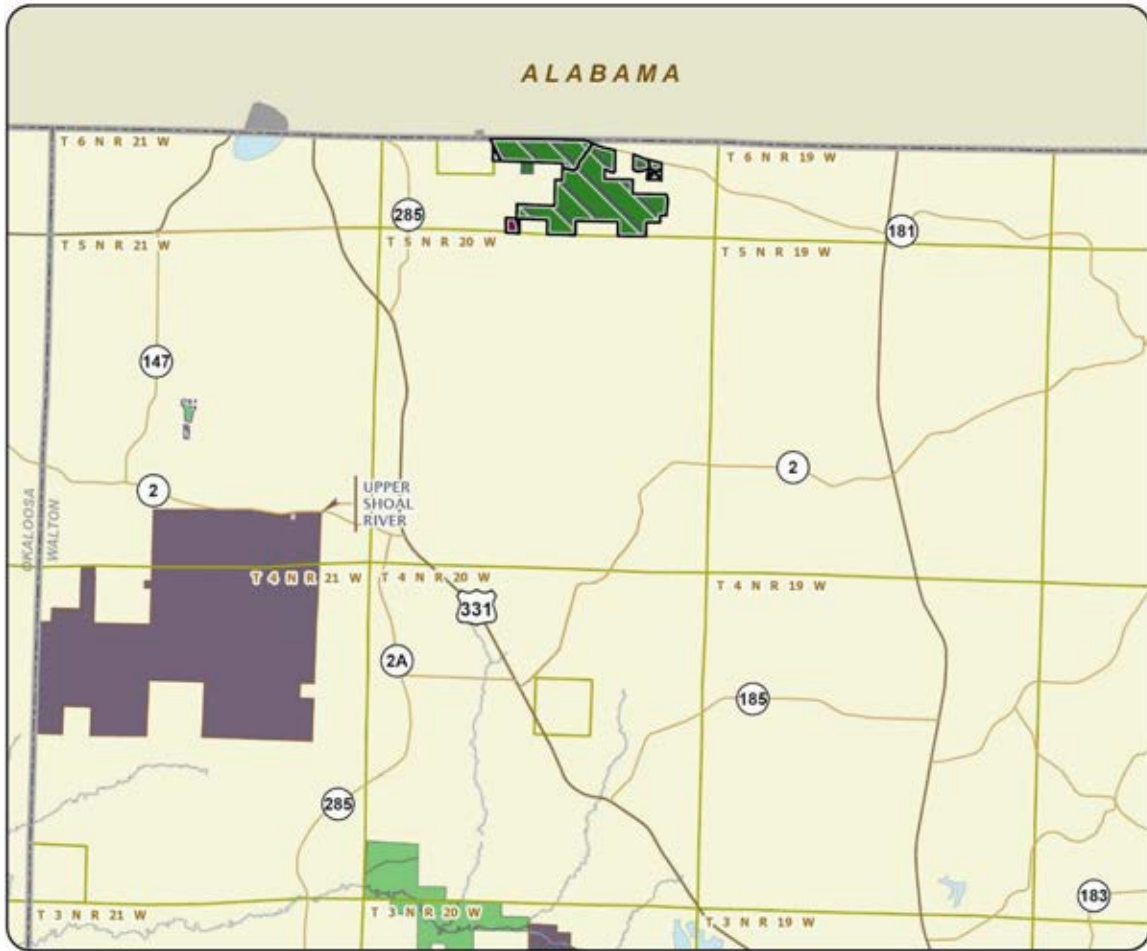 ALABAMA
T 6 N R 21 W
T 6 N R 19 W
285
181
T 5 N R 21 W
T 5 N R 20 W
T 5 N R 19 W
147
2
2
UPPER
SHOAL
RIVER
OKALOOSA
WALTON
T 4 N R 21 W
T 4 N R 20 W
T 4 N R 19 W
331
2A
185
285
183
T 3 N R 21 W
T 3 N R 20 W
T 3 N R 19 W